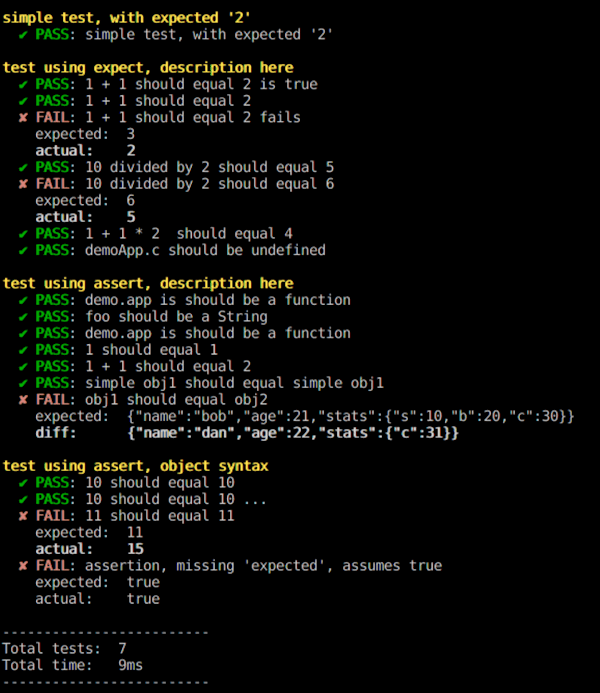 simple test, with expected '2'
✔ PASS: simple test, with expected '2'
test using expect, description here
✔ PASS: 1 + 1 should equal 2 is true
✔ PASS: 1 + 1 should equal 2
✘ FAIL: 1 + 1 should equal 2 fails
expected:  3
actual:    2
✔ PASS: 10 divided by 2 should equal 5
✘ FAIL: 10 divided by 2 should equal 6
expected:  6
actual:    5
✔ PASS: 1 + 1 * 2  should equal 4
✔ PASS: demoApp.c should be undefined
test using assert, description here
✔ PASS: demo.app is should be a function
✔ PASS: foo should be a String
✔ PASS: demo.app is should be a function
✔ PASS: 1 should equal 1
✔ PASS: 1 + 1 should equal 2
✔ PASS: simple obj1 should equal simple obj1
✘ FAIL: obj1 should equal obj2
expected:  {"name":"bob","age":21,"stats":{"s":10,"b":20,"c":30}}
diff:      {"name":"dan","age":22,"stats":{"c":31}}
test using assert, object syntax
✔ PASS: 10 should equal 10
✔ PASS: 10 should equal 10 ...
✘ FAIL: 11 should equal 11
expected:  11
actual:    15
✘ FAIL: assertion, missing 'expected', assumes true
expected:  true
actual:    true
-------------------------
Total tests:  7
Total time:   9ms
-------------------------